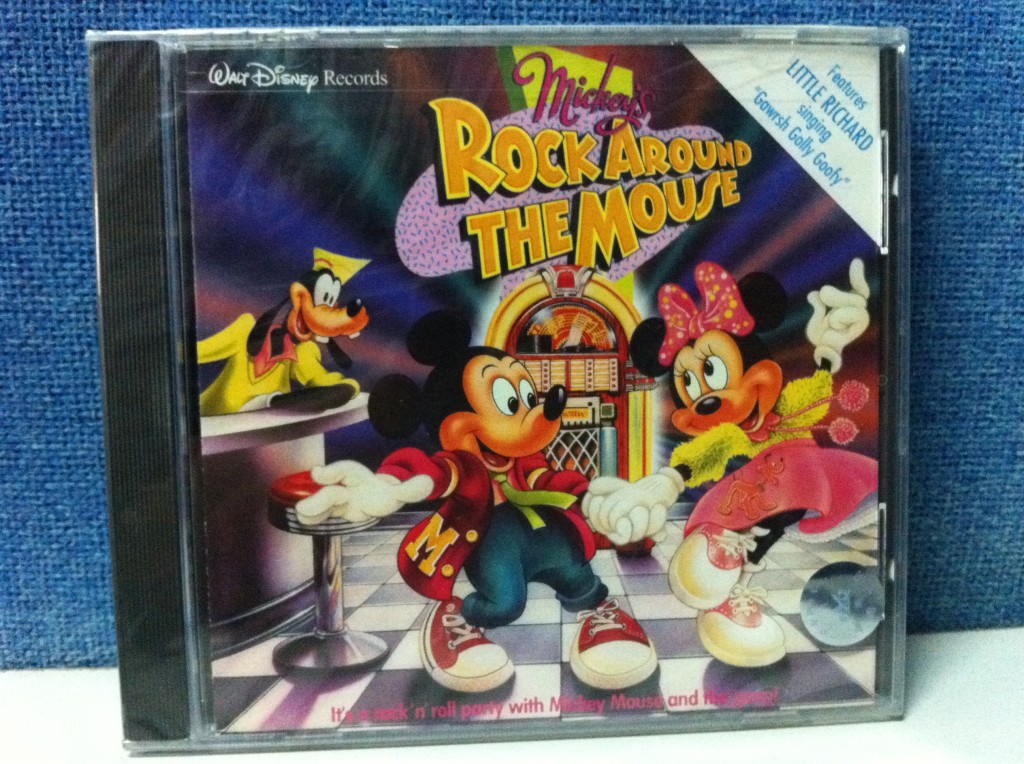 WALT DISNEY Records
Mickey's
ROCK AROUND
THE MOUSE
Features
LITTLE RICHARD
singing
"Gawrsh Golly Goofy"
M
It's a rock 'n' roll party with Mickey Mouse and the gang!